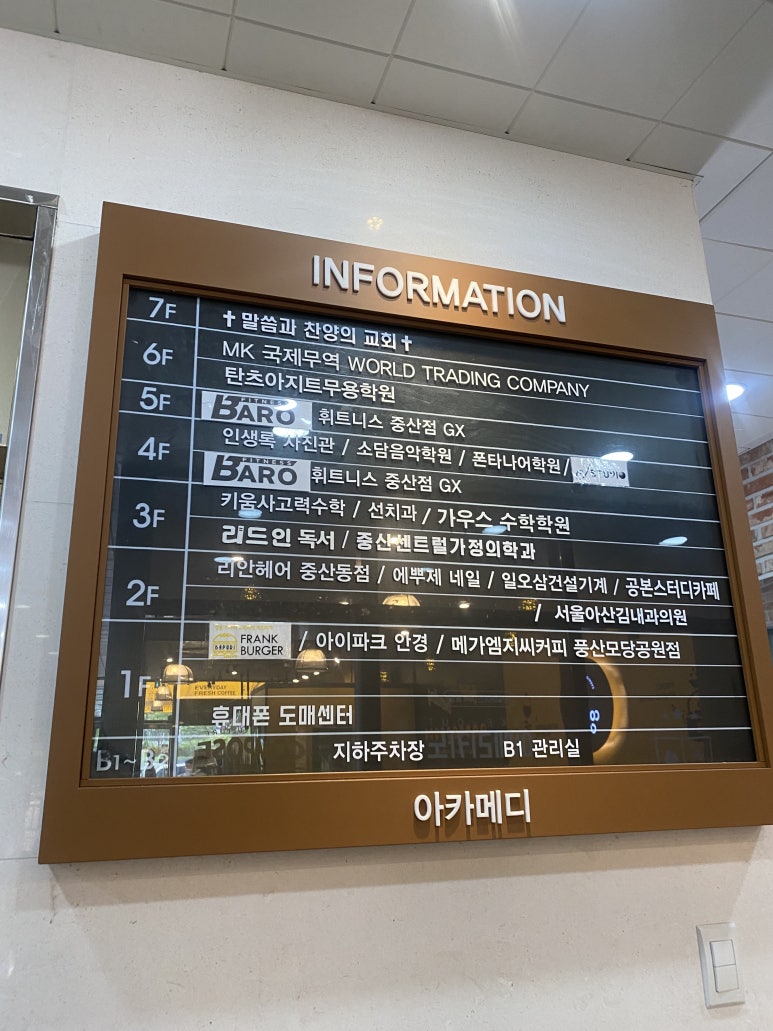 INFORMATION
7F ✝말씀과 찬양의 교회✝
6F MK 국제무역 WORLD TRADING COMPANY
탄츠아지트무용학원
5F FITNESS BARO 휘트니스 중산점 GX
4F 인생록 사진관 / 소담음악학원 / 폰타나어학원/
FITNESS BARO 휘트니스 중산점 GX
3F 키움사고력수학 / 선치과 / 가우스 수학학원
리드인 독서 / 중산센트럴가정의학과
2F 리안헤어 중산동점 / 에뿌제 네일 / 일오삼건설기계 / 공본스터디카페
/ 서울아산김내과의원
FRANK BURGER / 아이파크 안경 / 메가엠지씨커피 풍산모당공원점
1F
휴대폰 도매센터
B1~B2 지하주차장 B1 관리실
아카메디